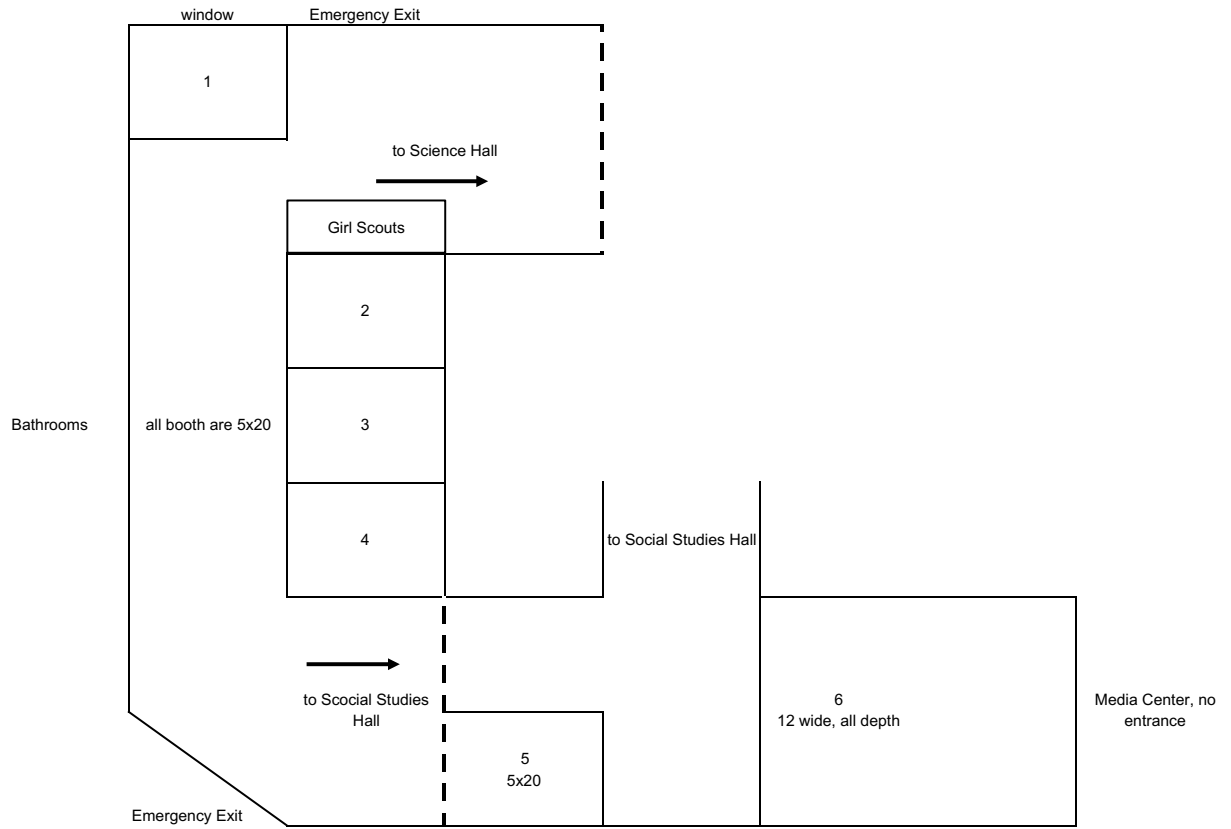 window
Emergency Exit
1
to Science Hall
Girl Scouts
2
Bathrooms
all booth are 5x20
3
4
to Social Studies Hall
to Scocial Studies
Hall
6
12 wide, all depth
Media Center, no
entrance
5
5x20
Emergency Exit